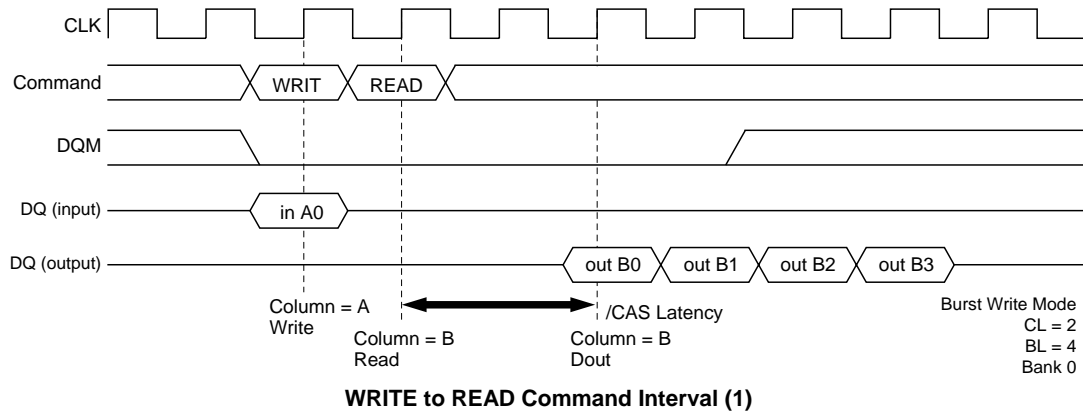 CLK
Command
WRIT
READ
DQM
DQ (input)
in A0
DQ (output)
out B0
out B1
out B2
out B3
Column = A
Write
/CAS Latency
Column = B
Read
Column = B
Dout
Burst Write Mode
CL = 2
BL = 4
Bank 0
WRITE to READ Command Interval (1)